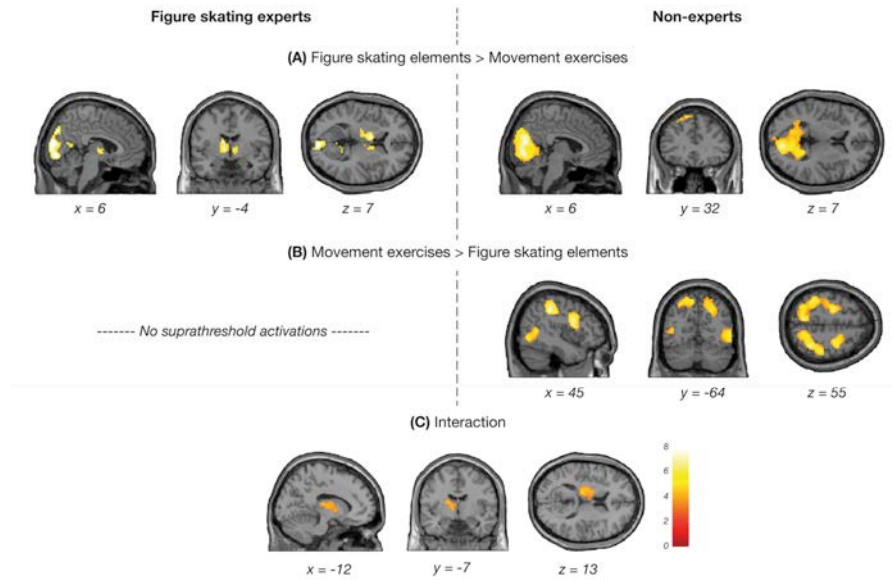 Figure skating experts
Non-experts
(A) Figure skating elements > Movement exercises
x = 6
y = -4
z = 7
x = 6
y = 32
z = 7
(B) Movement exercises > Figure skating elements
------- No suprathreshold activations -------
x = 45
y = -64
z = 55
(C) Interaction
8
6
4
2
0
x = -12
y = -7
z = 13